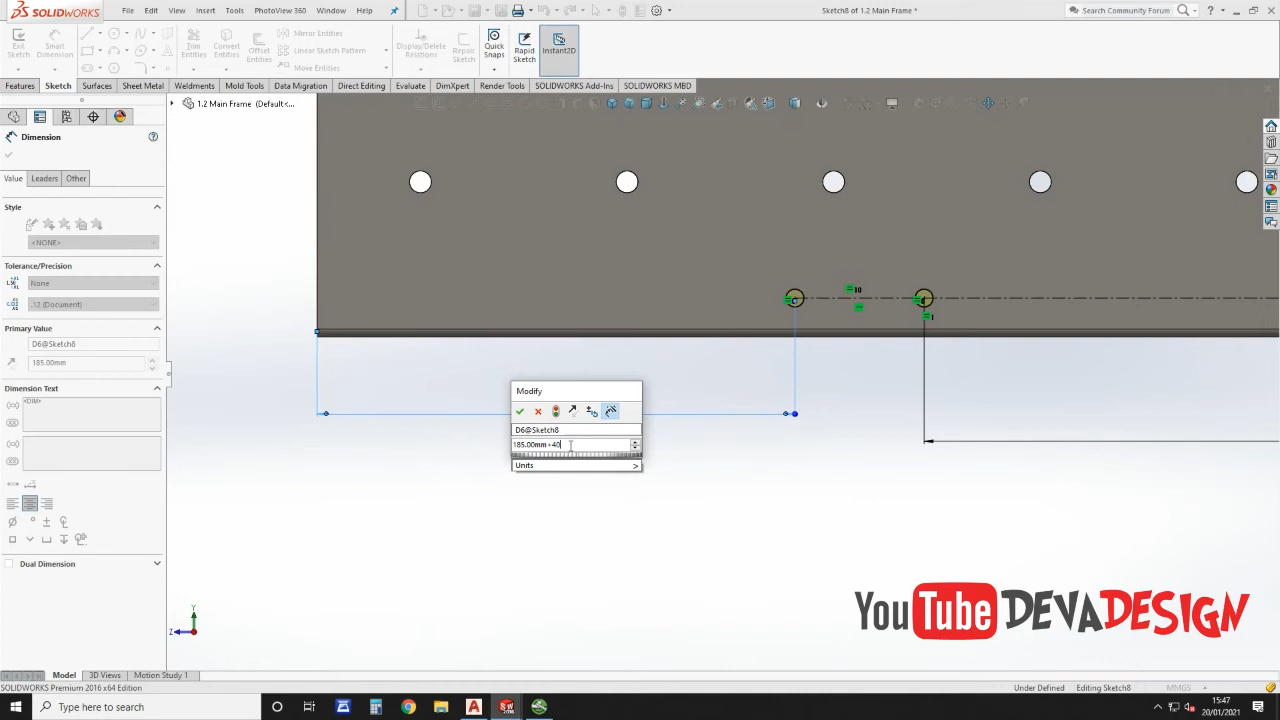 SOLIDWORKS
File Edit View Insert Tools PhotoView 360 Window Help
Sketch8 of 1.2 Main Frame *
Search Community Forum
Exit Sketch
Smart Dimension
Trim Entities
Convert Entities
Offset Entities
Mirror Entities
Linear Sketch Pattern
Move Entities
Display/Delete Relations
Repair Sketch
Quick Snaps
Rapid Sketch
Instant2D
Features Sketch Surfaces Sheet Metal Weldments Mold Tools Data Migration Direct Editing Evaluate DimXpert Render Tools SOLIDWORKS Add-Ins SOLIDWORKS MBD
1.2 Main Frame (Default<...
Dimension
Value Leaders Other
Style
<NONE>
Tolerance/Precision
None
.12 (Document)
Primary Value
D6@Sketch8
185.00mm
Dimension Text
<DIM>
Dual Dimension
10
1
Modify
D6@Sketch8
185.00mm+40
Units >
Y
Z
YouTube DEVADESIGN
Model 3D Views Motion Study 1
SOLIDWORKS Premium 2016 x64 Edition
Under Defined Editing Sketch8 MMGS
Type here to search
15:47
20/01/2021